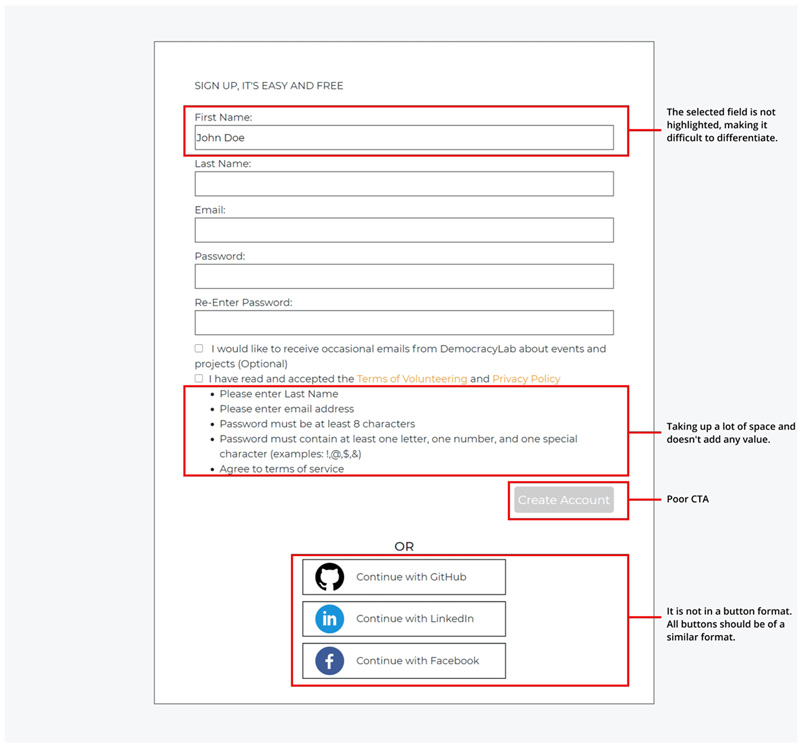 SIGN UP, IT'S EASY AND FREE
First Name:
John Doe
The selected field is not
highlighted, making it
difficult to differentiate.
Last Name:
Email:
Password:
Re-Enter Password:
I would like to receive occasional emails from DemocracyLab about events and
projects (Optional)
I have read and accepted the Terms of Volunteering and Privacy Policy
• Please enter Last Name
• Please enter email address
• Password must be at least 8 characters
• Password must contain at least one letter, one number, and one special
character (examples: !,@,$,&)
• Agree to terms of service
Taking up a lot of space and
doesn't add any value.
Create Account
Poor CTA
OR
Continue with GitHub
in Continue with LinkedIn
f Continue with Facebook
It is not in a button format.
All buttons should be of a
similar format.